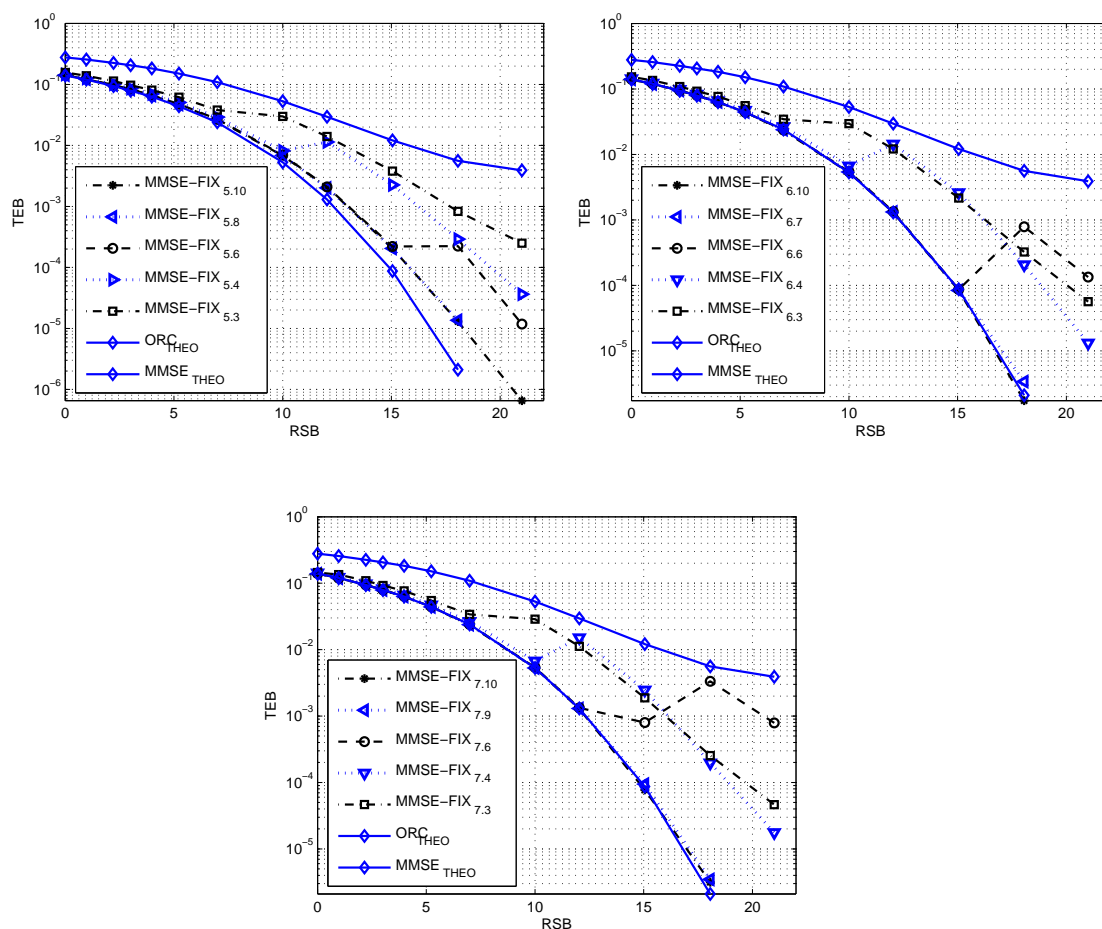 10^0
10^-1
10^-2
10^-3
10^-4
10^-5
10^-6
TEB
MMSE-FIX 5.10
MMSE-FIX 5.8
MMSE-FIX 5.6
MMSE-FIX 5.4
MMSE-FIX 5.3
ORC THEO
MMSE THEO
0 5 10 15 20
RSB
10^0
10^-1
10^-2
10^-3
10^-4
10^-5
TEB
MMSE-FIX 6.10
MMSE-FIX 6.7
MMSE-FIX 6.6
MMSE-FIX 6.4
MMSE-FIX 6.3
ORC THEO
MMSE THEO
0 5 10 15 20
RSB
10^0
10^-1
10^-2
10^-3
10^-4
10^-5
TEB
MMSE-FIX 7.10
MMSE-FIX 7.9
MMSE-FIX 7.6
MMSE-FIX 7.4
MMSE-FIX 7.3
ORC THEO
MMSE THEO
0 5 10 15 20
RSB